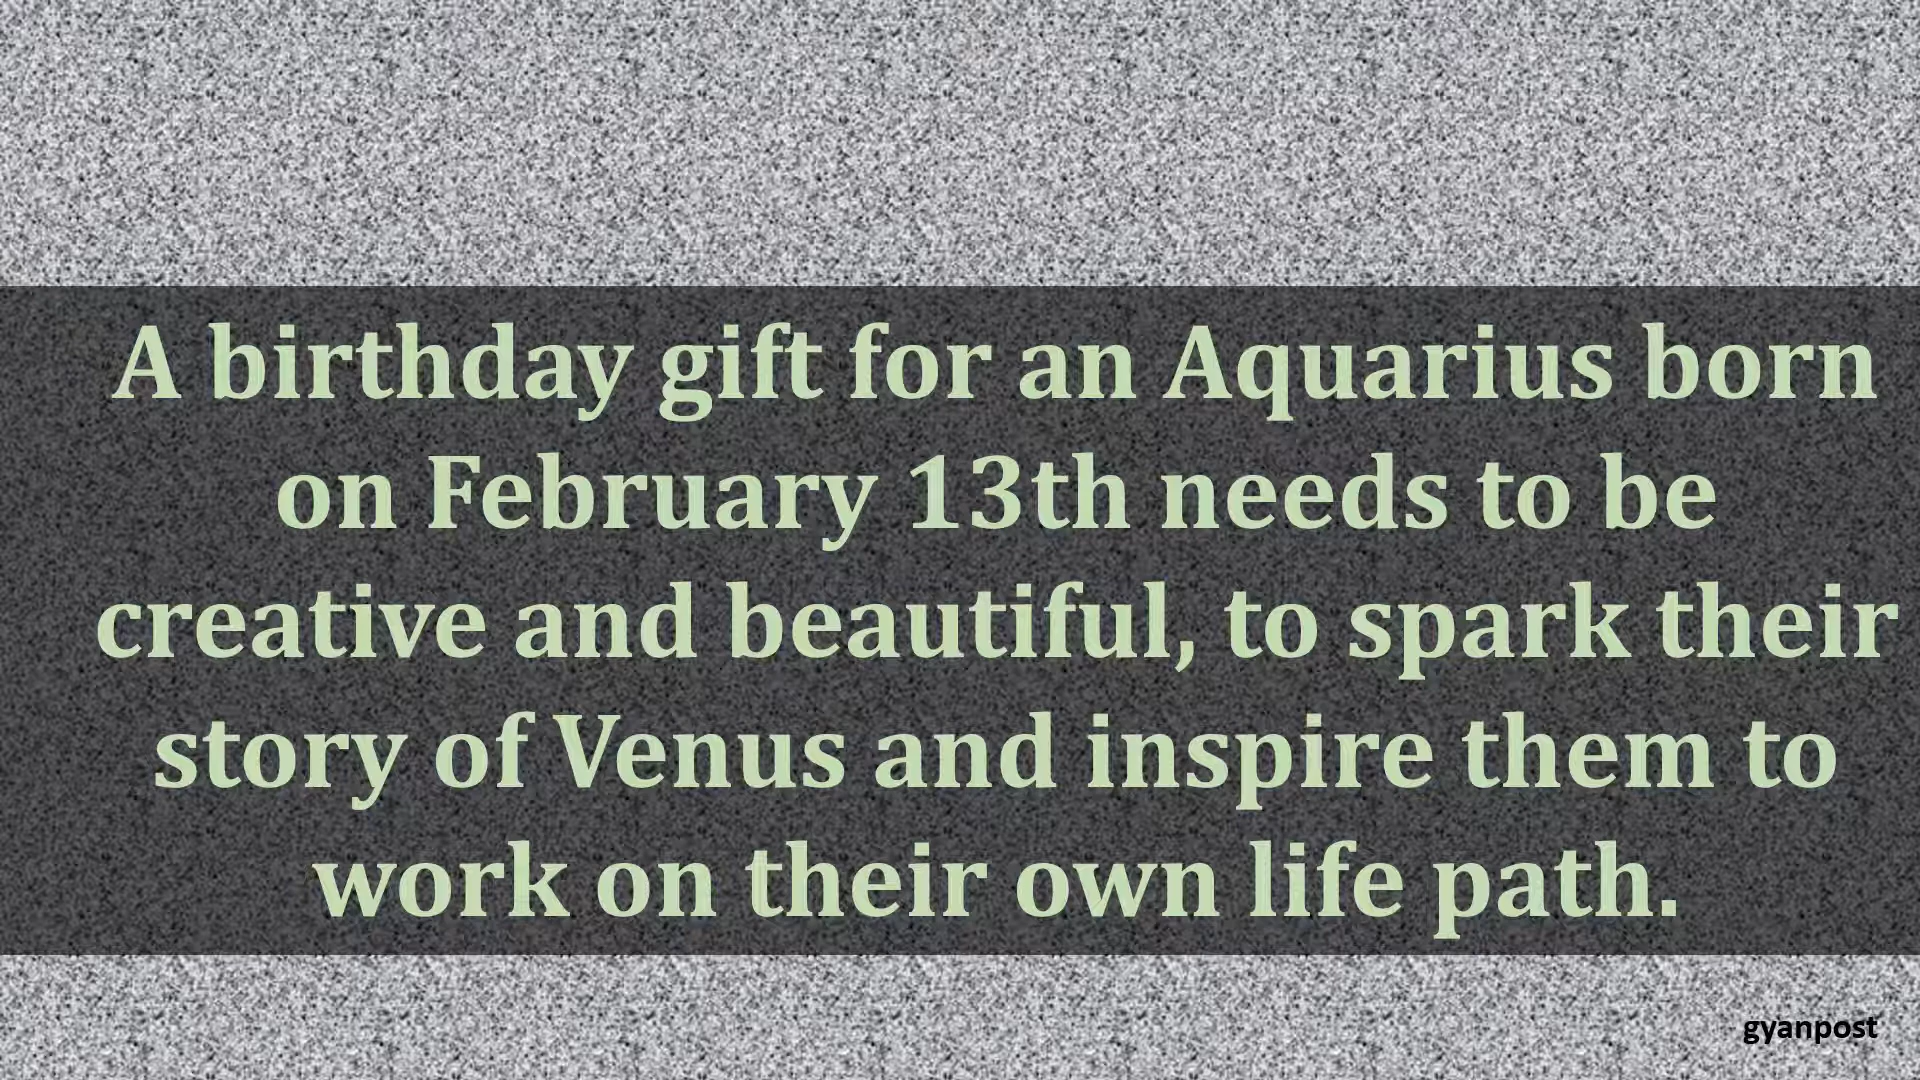 A birthday gift for an Aquarius born
on February 13th needs to be
creative and beautiful, to spark their
story of Venus and inspire them to
work on their own life path.
gyanpost